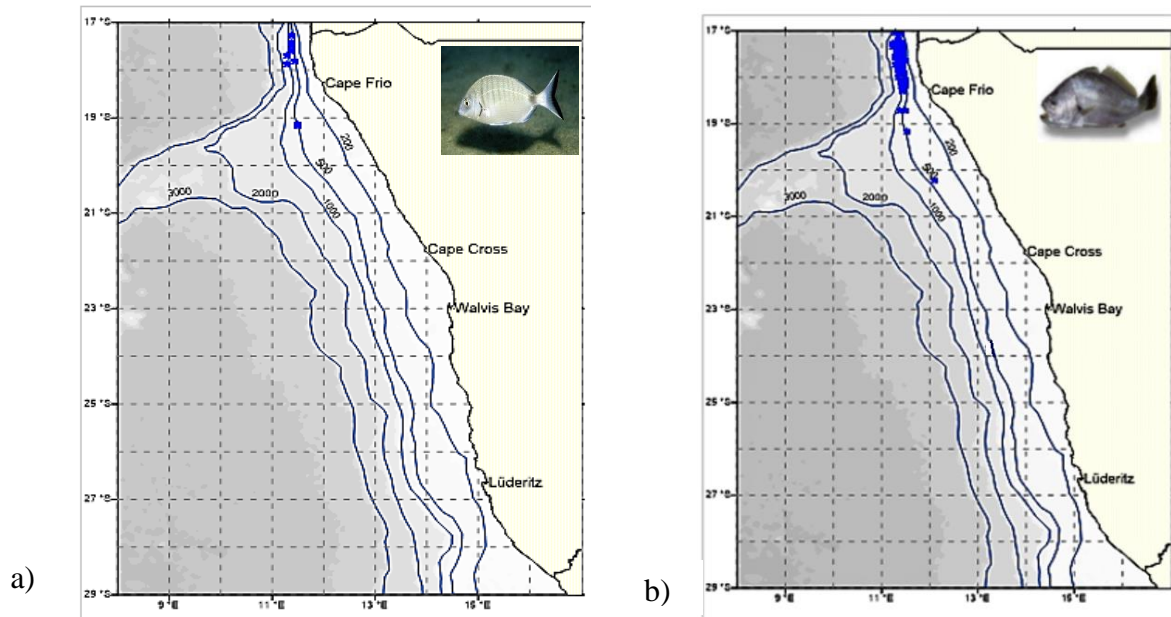 17 °S
19 °S
21 °S
23 °S
25 °S
27 °S
29 °S
9 °E
11 °E
13 °E
15 °E
Cape Frio
Cape Cross
Walvis Bay
Lüderitz
200
500
1000
2000
3000
a)
17 °S
19 °S
21 °S
23 °S
25 °S
27 °S
29 °S
9 °E
11 °E
13 °E
15 °E
Cape Frio
Cape Cross
Walvis Bay
Lüderitz
200
500
1000
2000
3000
b)